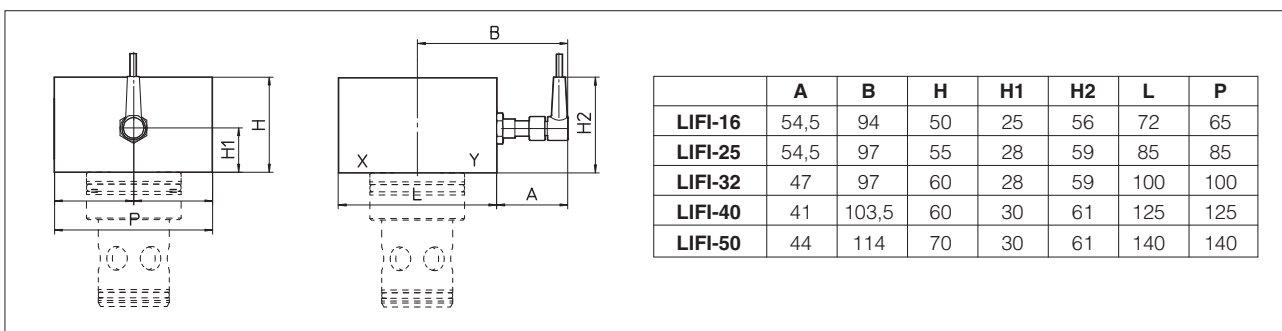 B
H
H1
H2
X
Y
= =
P
L
A
A B H H1 H2 L P
LIFI-16 54,5 94 50 25 56 72 65
LIFI-25 54,5 97 55 28 59 85 85
LIFI-32 47 97 60 28 59 100 100
LIFI-40 41 103,5 60 30 61 125 125
LIFI-50 44 114 70 30 61 140 140